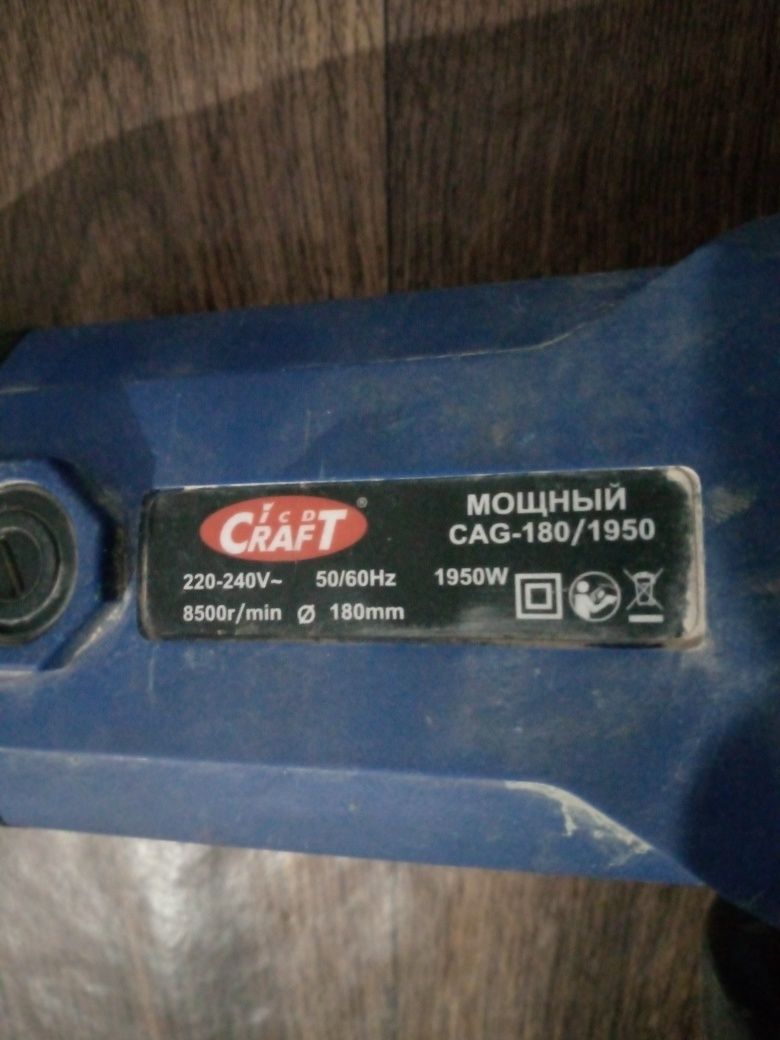 iCD
CRAFT ®
МОЩНЫЙ
CAG-180/1950
220-240V~ 50/60Hz 1950W
8500r/min Ø 180mm